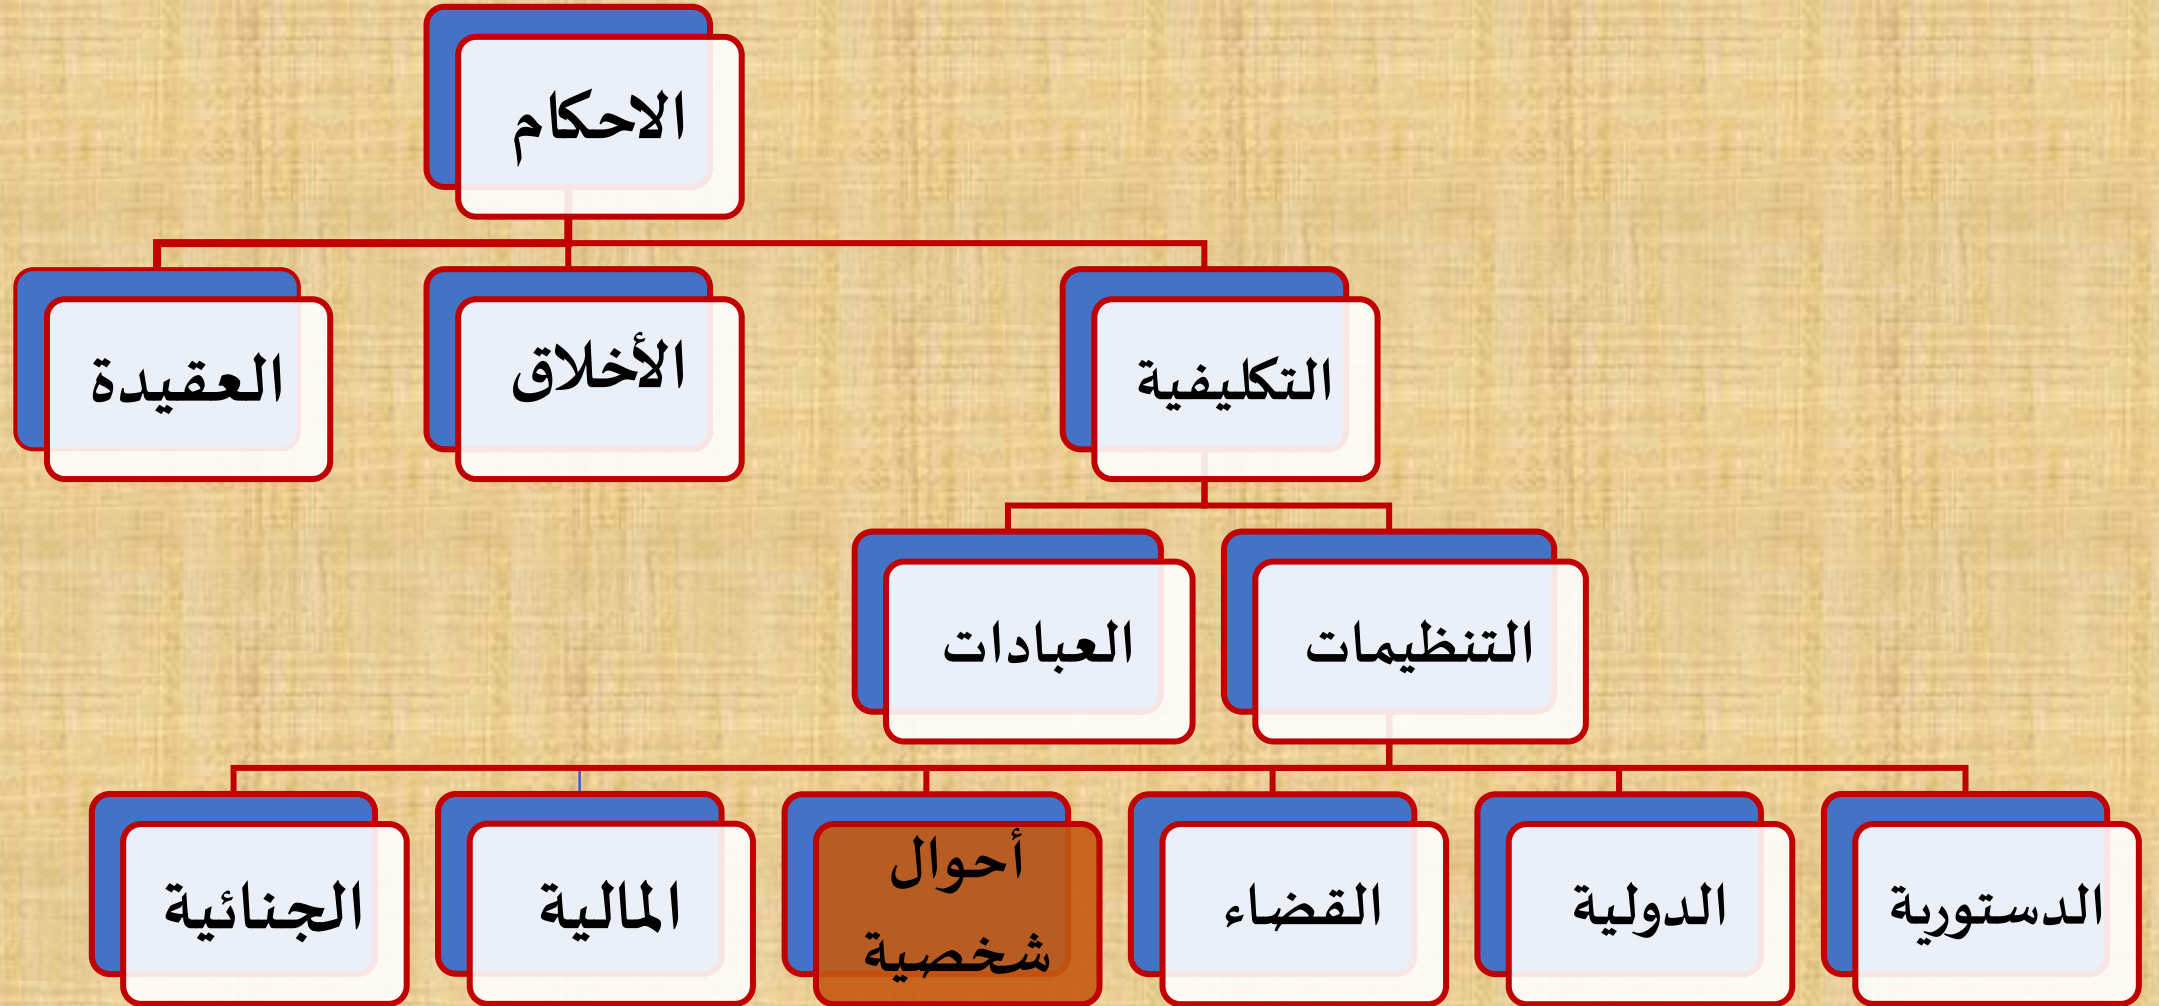 الاحكام
التكليفية
الأخلاق
العقيدة
التنظيمات
العبادات
الدستورية
الدولية
القضاء
أحوال
شخصية
المالية
الجنائية